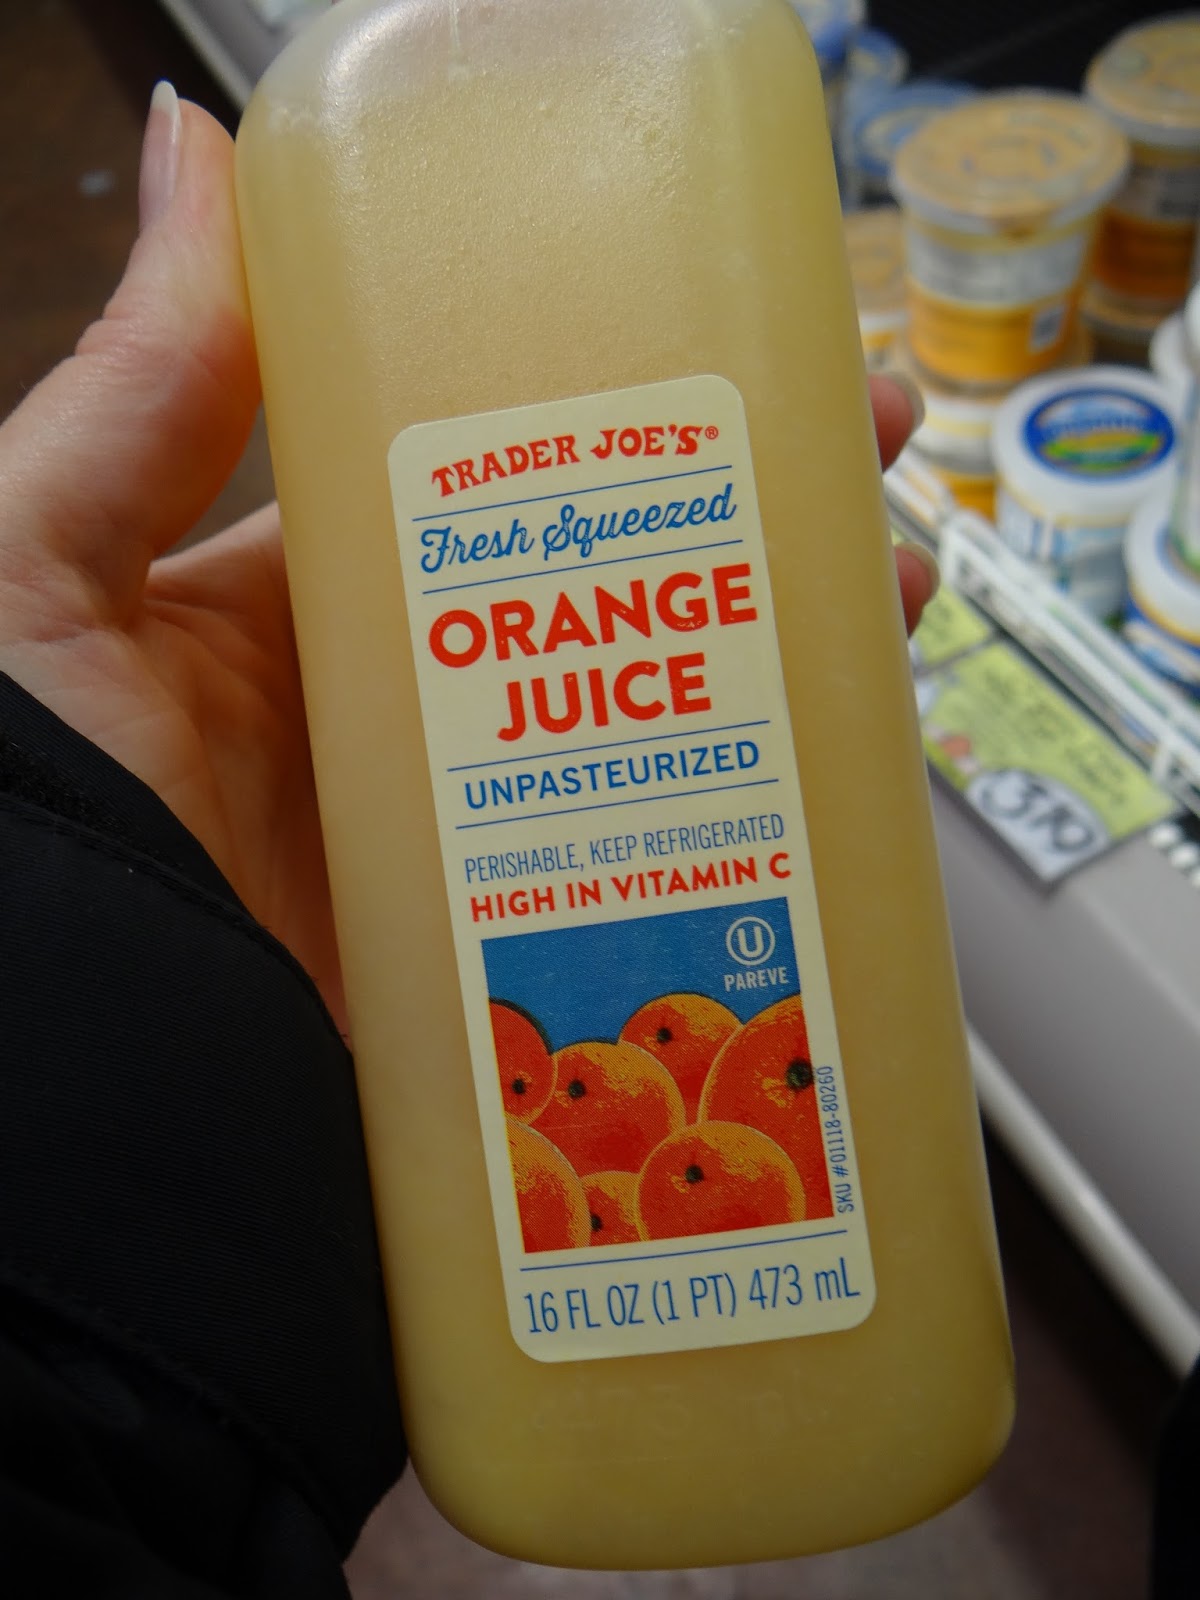 TRADER JOE'S®
Fresh Squeezed
ORANGE
JUICE
UNPASTEURIZED
PERISHABLE, KEEP REFRIGERATED
HIGH IN VITAMIN C
U
PAREVE
SKU #01118-80260
16 FL OZ (1 PT) 473 mL